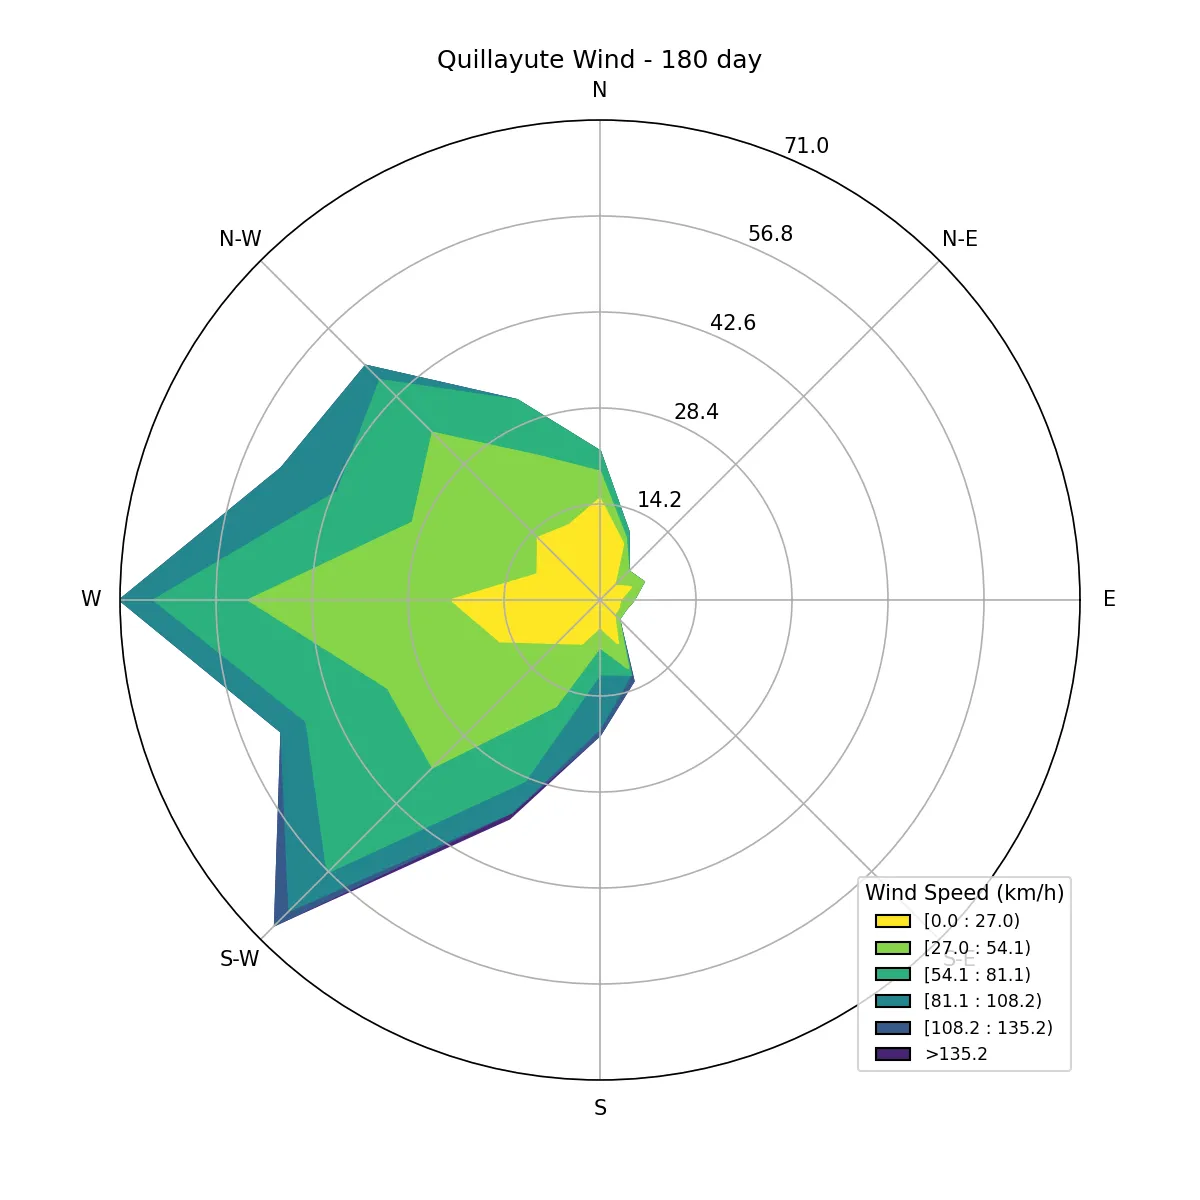 Quillayute Wind - 180 day
N
71.0
N-W
56.8
N-E
42.6
28.4
14.2
W
E
S-W
S-E
Wind Speed (km/h)
[0.0 : 27.0)
[27.0 : 54.1)
[54.1 : 81.1)
[81.1 : 108.2)
[108.2 : 135.2)
>135.2
S